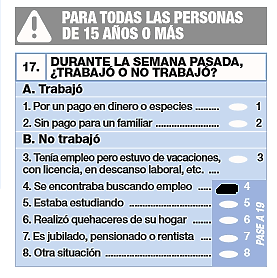 PARA TODAS LAS PERSONAS
DE 15 AÑOS O MÁS
17. DURANTE LA SEMANA PASADA,
¿TRABAJÓ O NO TRABAJÓ?
A. Trabajó
1. Por un pago en dinero o especies ......... 1
2. Sin pago para un familiar ........................ 2
B. No trabajó
3. Tenía empleo pero estuvo de vacaciones, 3
con licencia, en descanso laboral, etc. ....
4. Se encontraba buscando empleo ..... 4
5. Estaba estudiando ............................... 5
6. Realizó quehaceres de su hogar ....... 6
7. Es jubilado, pensionado o rentista .... 7
8. Otra situación ....................................... 8
PASE A 19